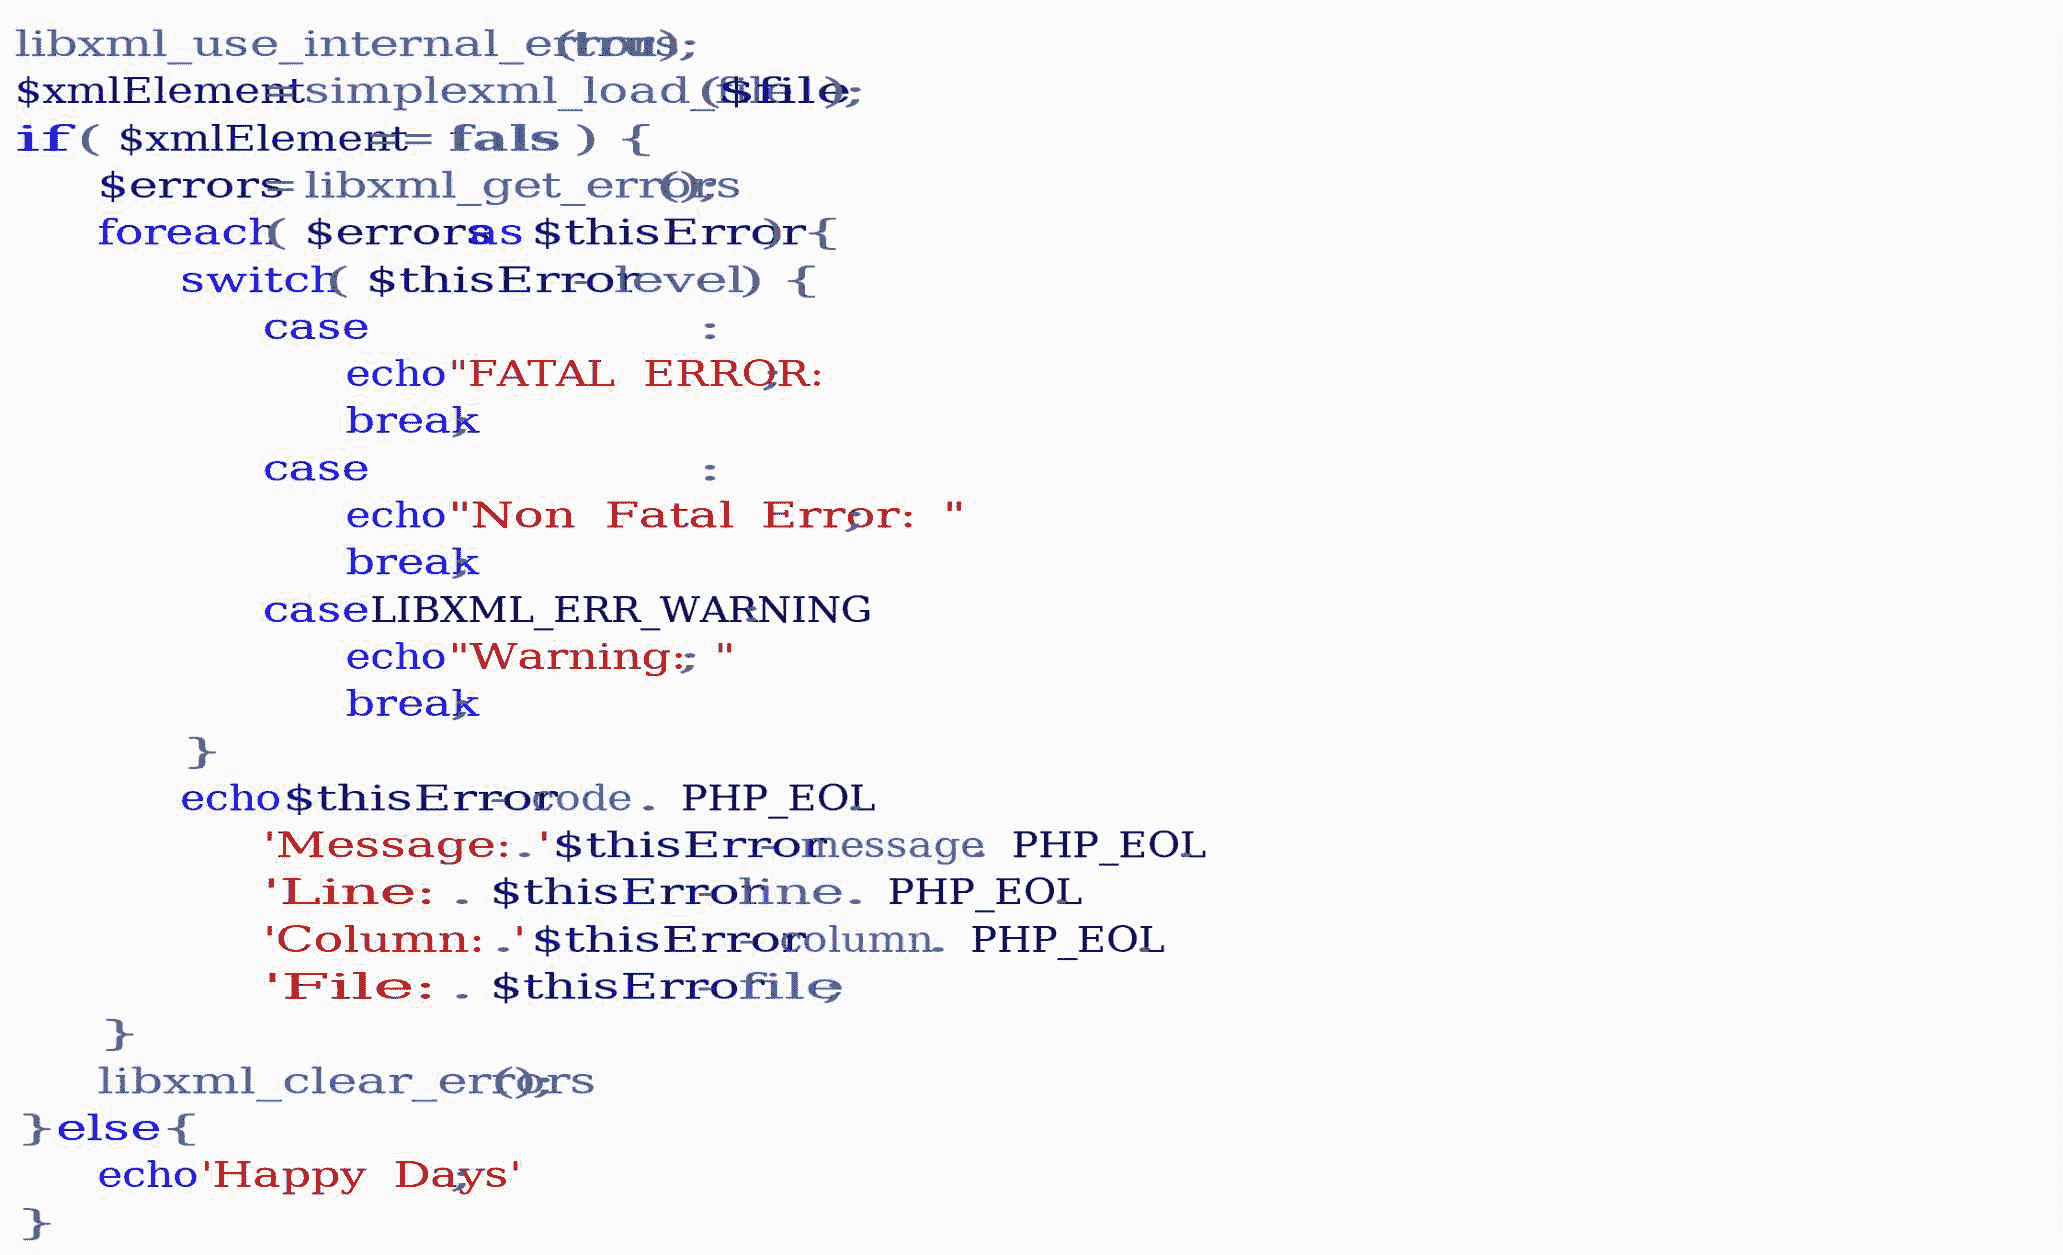 libxml_use_internal_errors(true);
$xmlElement = simplexml_load_file($file);
if( $xmlElement == fals ) {
$errors = libxml_get_errors();
foreach( $errors as $thisError ){
switch( $thisError-level) {
case :
echo "FATAL ERROR: ;
break;
case :
echo "Non Fatal Error: ";
break;
case LIBXML_ERR_WARNING:
echo "Warning: ";
break;
}
echo $thisError-code . PHP_EOL.
'Message: '. $thisError-message . PHP_EOL.
'Line: . $thisError-line . PHP_EOL.
'Column: '. $thisError-column . PHP_EOL.
'File: . $thisErro-file;
}
libxml_clear_errors();
}else{
echo 'Happy Days';
}